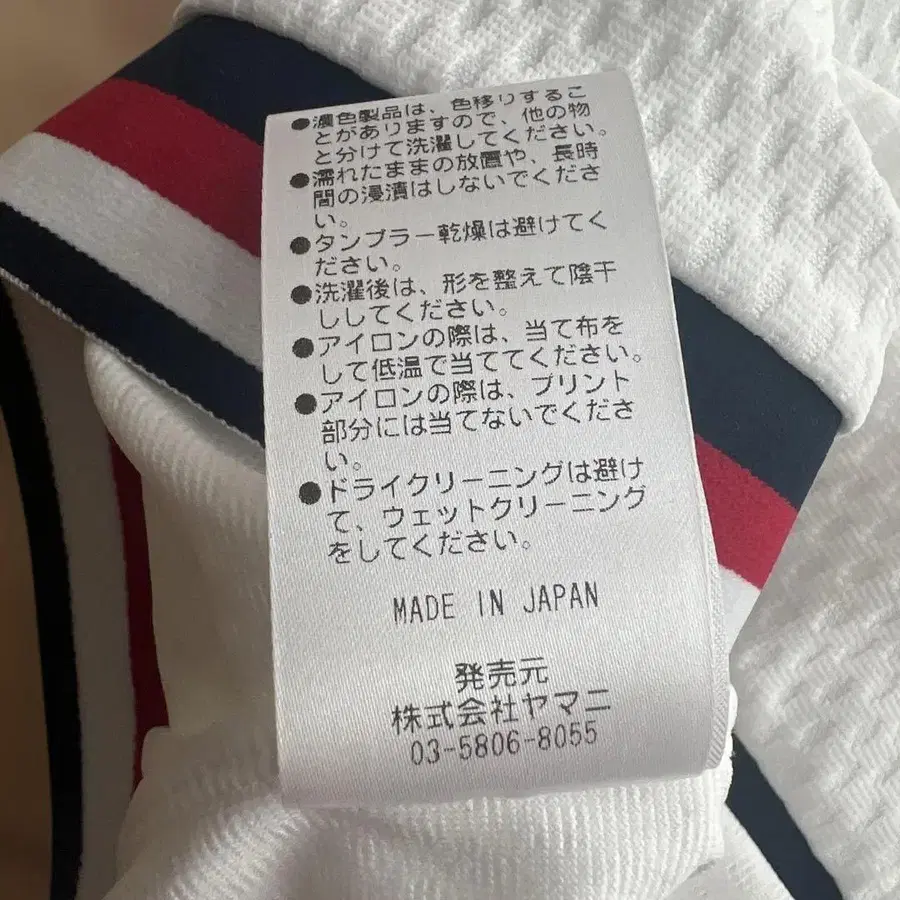 ●濃色製品は、色移りするこ
とがありますので、他の物
と分けて洗濯してください。
●濡れたままの放置や、長時
間の浸漬はしないでくださ
い。
●タンブラー乾燥は避けてく
ださい。
●洗濯後は、形を整えて陰干
ししてください。
●アイロンの際は、当て布を
して低温で当ててください。
●アイロンの際は、プリント
部分には当てないでくださ
い。
●ドライクリーニングは避け
て、ウェットクリーニング
をしてください。
MADE IN JAPAN
発売元
株式会社ヤマニ
03-5806-8055